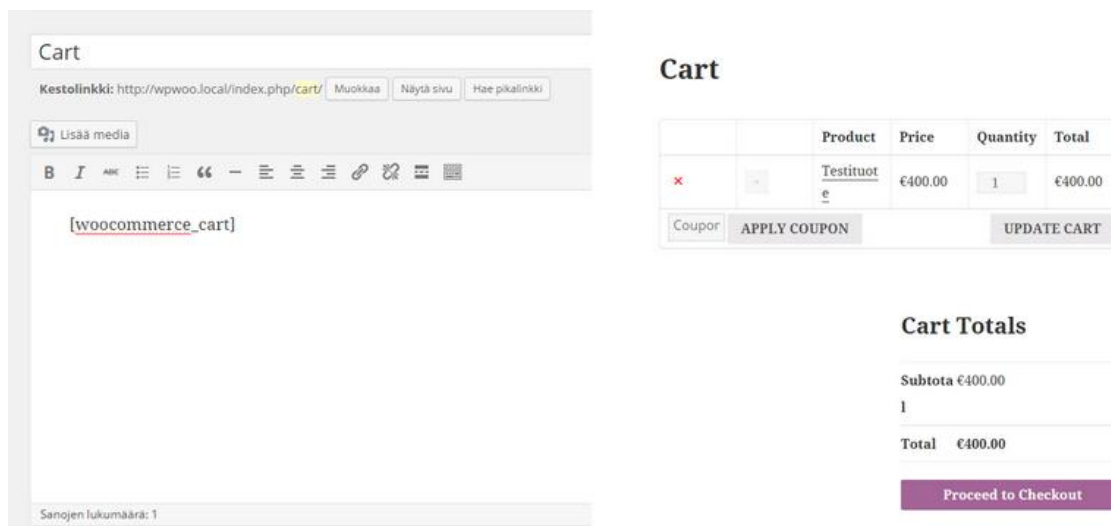 Cart
Kestolinkki: http://wpwoo.local/index.php/cart/ Muokkaa Näytä sivu Hae pikalinkki
Lisää media
B I ABC
[woocommerce_cart]
Sanojen lukumäärä: 1
Cart
Product Price Quantity Total
Testituot
e
€400.00 1 €400.00
Coupor APPLY COUPON UPDATE CART
Cart Totals
Subtota €400.00
l
Total €400.00
Proceed to Checkout